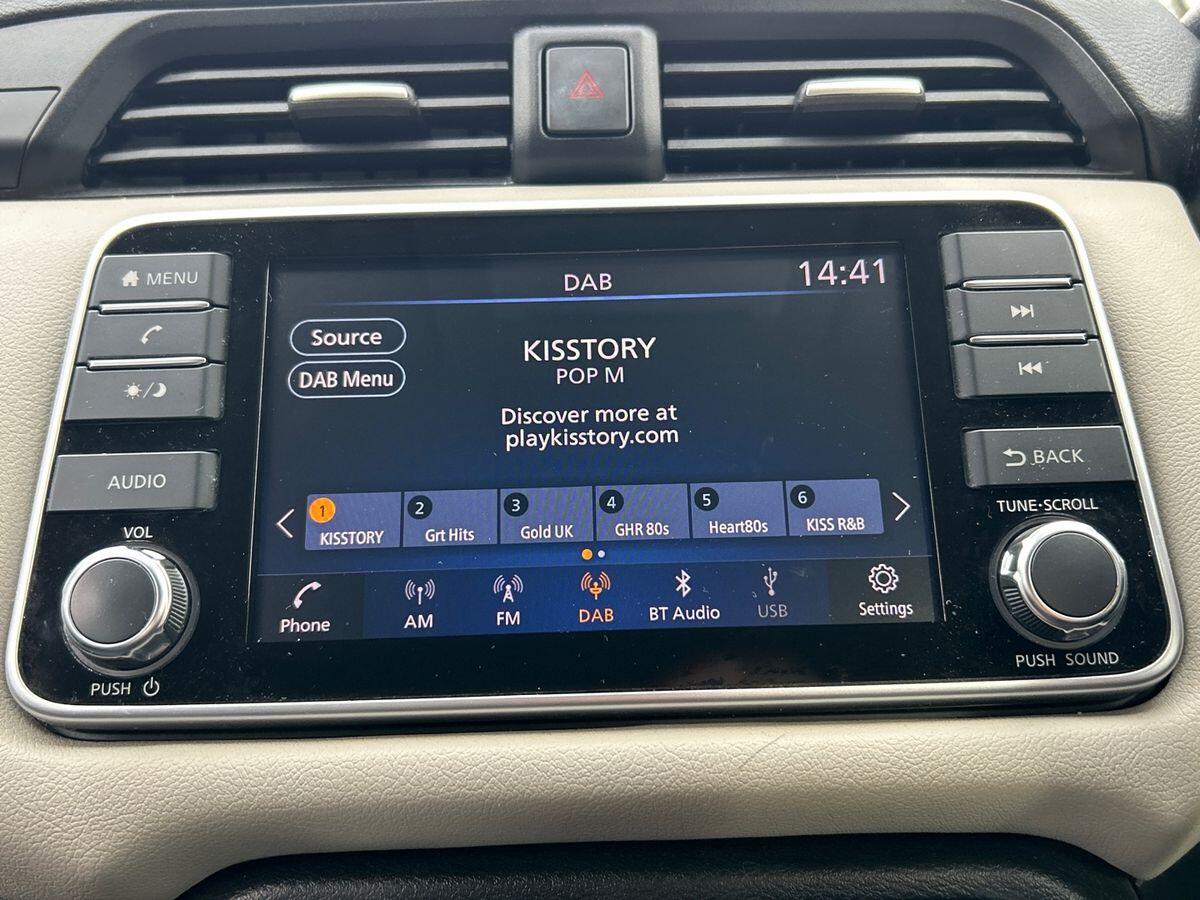 MENU
AUDIO
VOL
PUSH
DAB
14:41
Source
DAB Menu
KISSTORY
POP M
Discover more at
playkisstory.com
1
KISSTORY
2
Grt Hits
3
Gold UK
4
GHR 80s
5
Heart80s
6
KISS R&B
Phone
AM
FM
DAB
BT Audio
USB
Settings
BACK
TUNE·SCROLL
PUSH SOUND